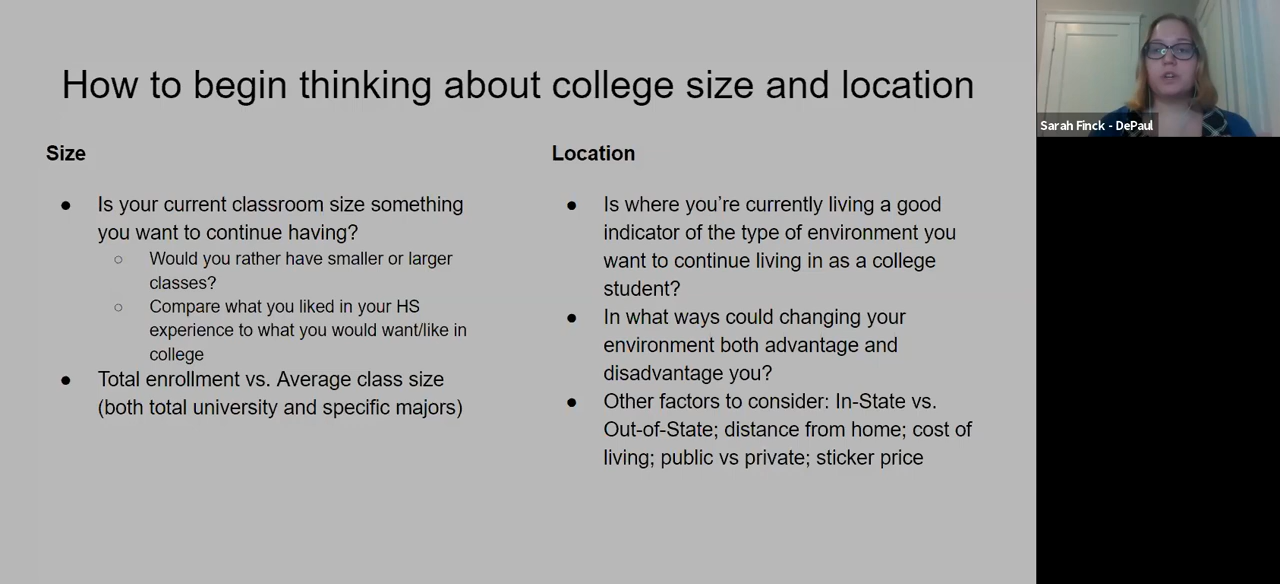 How to begin thinking about college size and location
Size
● Is your current classroom size something
you want to continue having?
○ Would you rather have smaller or larger
classes?
○ Compare what you liked in your HS
experience to what you would want/like in
college
● Total enrollment vs. Average class size
(both total university and specific majors)
Location
● Is where you’re currently living a good
indicator of the type of environment you
want to continue living in as a college
student?
● In what ways could changing your
environment both advantage and
disadvantage you?
● Other factors to consider: In-State vs.
Out-of-State; distance from home; cost of
living; public vs private; sticker price
Sarah Finck - DePaul